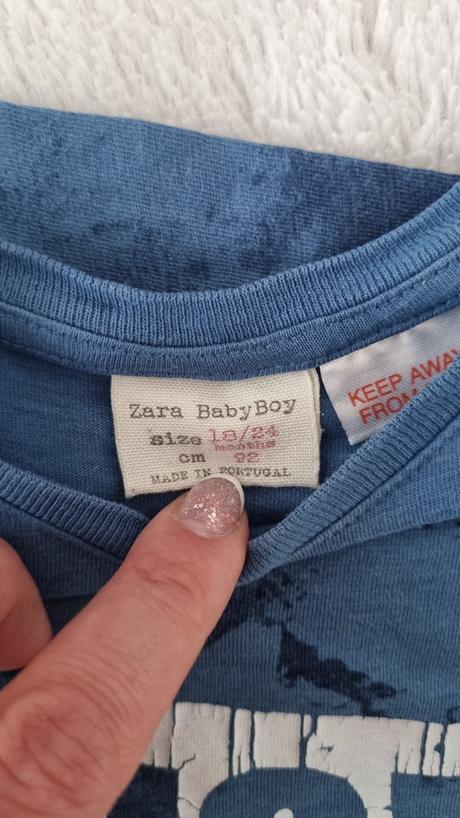 Zara BabyBoy
size 18/24
months
cm 92
MADE IN PORTUGAL
KEEP AWAY
FROM